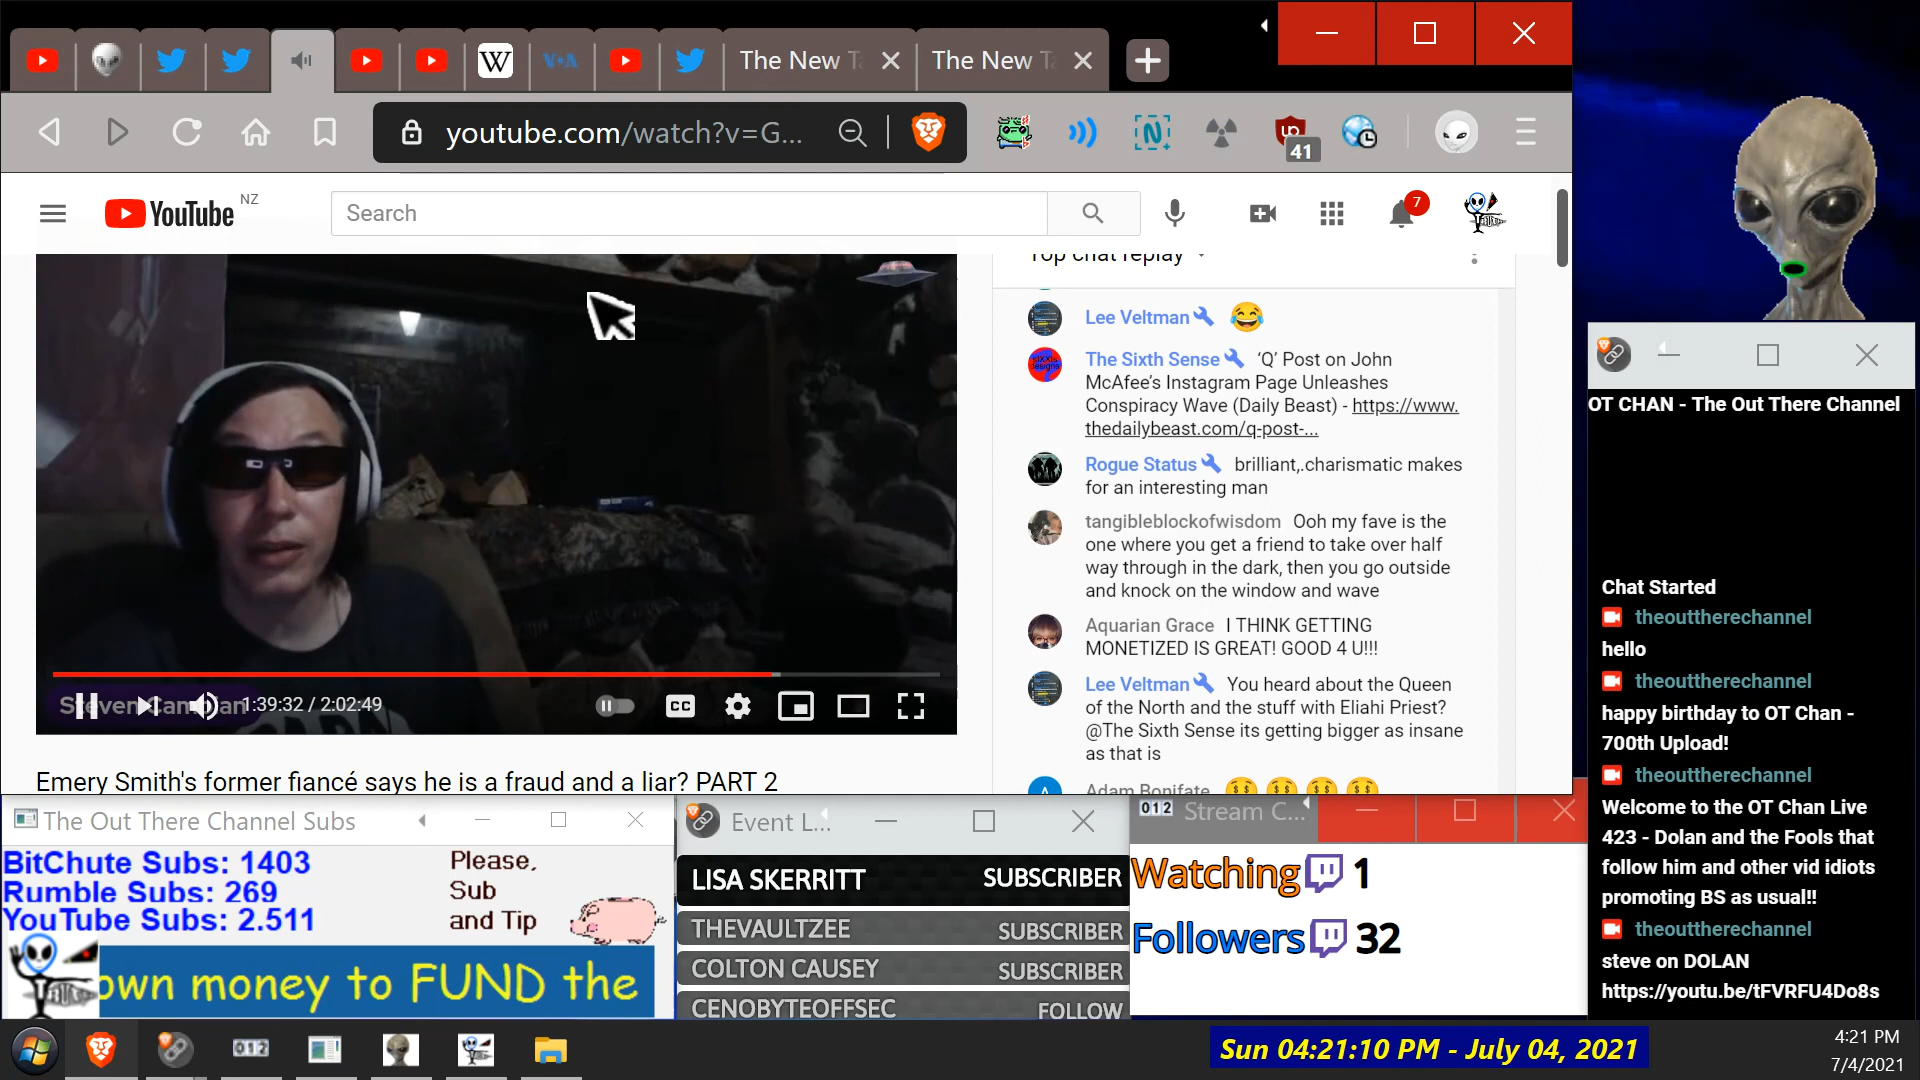 The New T
The New T
youtube.com/watch?v=G...
41
YouTube NZ
Search
7
Top chat replay
Lee Veltman
The Sixth Sense 'Q' Post on John
McAfee's Instagram Page Unleashes
Conspiracy Wave (Daily Beast) - https://www.
thedailybeast.com/q-post-...
Rogue Status brilliant,.charismatic makes
for an interesting man
tangibleblockofwisdom Ooh my fave is the
one where you get a friend to take over half
way through in the dark, then you go outside
and knock on the window and wave
Aquarian Grace I THINK GETTING
MONETIZED IS GREAT! GOOD 4 U!!!
Lee Veltman You heard about the Queen
of the North and the stuff with Eliahi Priest?
@The Sixth Sense its getting bigger as insane
as that is
Adam Bonifate
1:39:32 / 2:02:49
CC
Emery Smith's former fiancé says he is a fraud and a liar? PART 2
OT CHAN - The Out There Channel
Chat Started
theouttherechannel
hello
theouttherechannel
happy birthday to OT Chan -
700th Upload!
theouttherechannel
Welcome to the OT Chan Live
423 - Dolan and the Fools that
follow him and other vid idiots
promoting BS as usual!!
theouttherechannel
steve on DOLAN
https://youtu.be/tFVRFU4Do8s
The Out There Channel Subs
BitChute Subs: 1403
Rumble Subs: 269
YouTube Subs: 2.511
Please,
Sub
and Tip
own money to FUND the
Event L...
LISA SKERRITT SUBSCRIBER
THEVAULTZEE SUBSCRIBER
COLTON CAUSEY SUBSCRIBER
CENOBYTEOFFSEC FOLLOW
012 Stream C...
Watching 1
Followers 32
012
Sun 04:21:10 PM - July 04, 2021
4:21 PM
7/4/2021